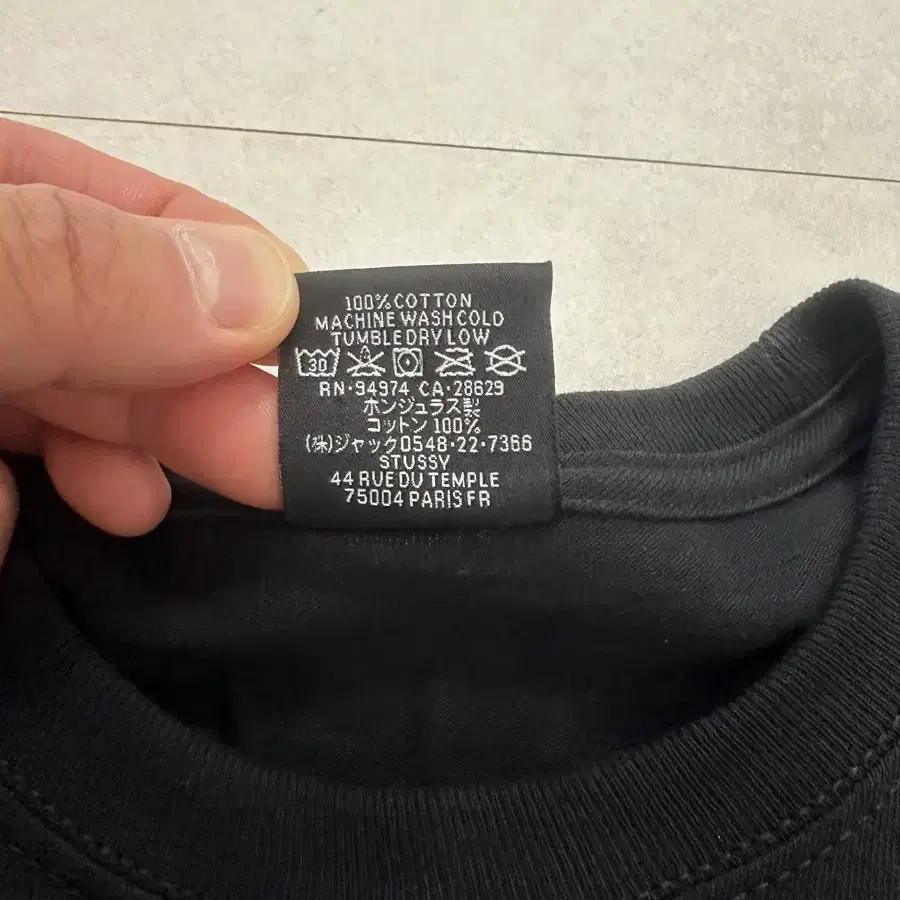 100% COTTON
MACHINE WASH COLD
TUMBLE DRY LOW
30
RN·94974 CA·28629
ホンジュラス製
コットン 100%
(株)ジャック0548·22·7366
STUSSY
44 RUE DU TEMPLE
75004 PARIS FR